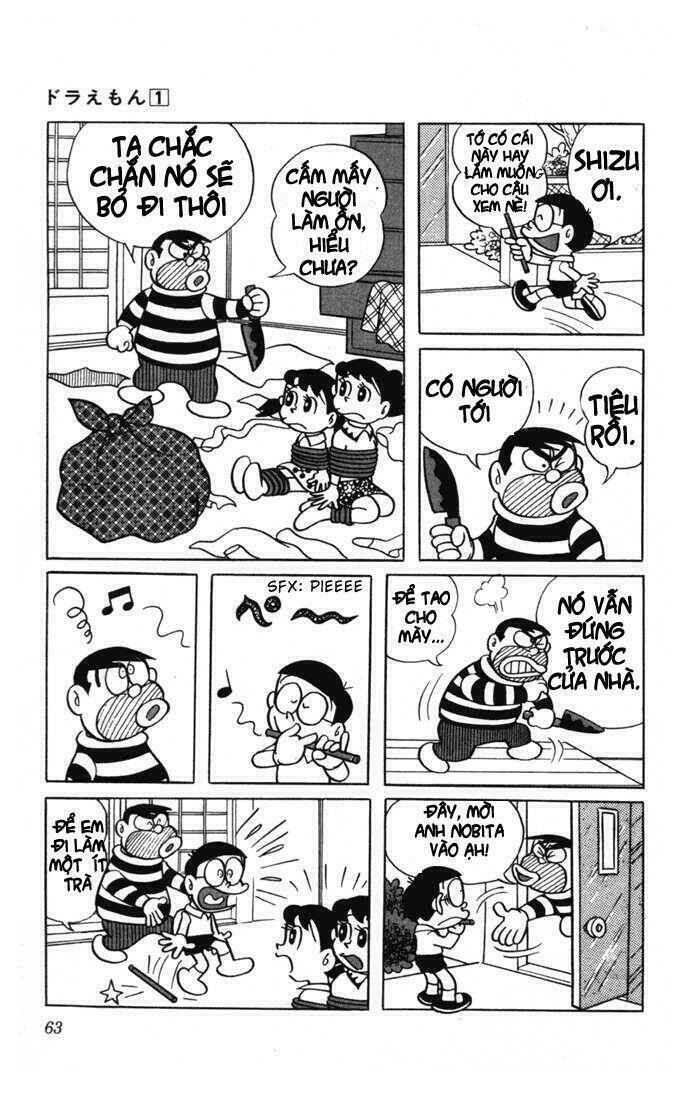 ドラえもん 1
SHIZU
ƠI.
TỚ CÓ CÁI
NÀY HAY
LẮM MUỐNG
CHO CẬU
XEM NÈ!
TIÊU
RỒI.
CÓ NGƯỜI
TỚI
CẤM MẤY
NGƯỜI
LÀM ỒN,
HIỂU
CHƯA?
TA CHẮC
CHẮN NÓ SẼ
BỎ ĐI THÔI
NÓ VẪN
ĐỨNG
TRƯỚC
CỬA NHÀ.
ĐỂ TAO
CHO
MÀY...
SFX: PIEEEE
ペ〜
ĐÂY, MỜI
ANH NOBITA
VÀO ẠH!
ĐỂ EM
ĐI LÀM
MỘT ÍT
TRÀ
63